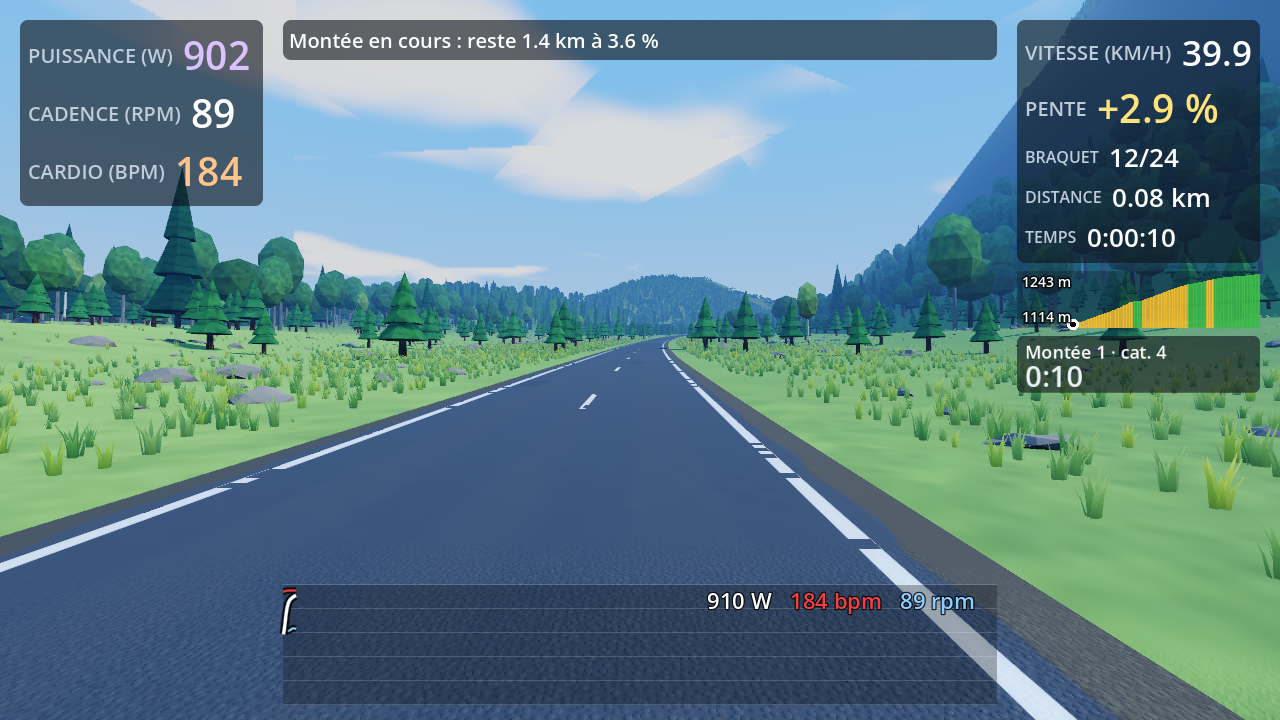 PUISSANCE (W) 902
CADENCE (RPM) 89
CARDIO (BPM) 184
Montée en cours : reste 1.4 km à 3.6 %
VITESSE (KM/H) 39.9
PENTE +2.9 %
BRAQUET 12/24
DISTANCE 0.08 km
TEMPS 0:00:10
1243 m
1114 m
Montée 1 · cat. 4
0:10
910 W 184 bpm 89 rpm